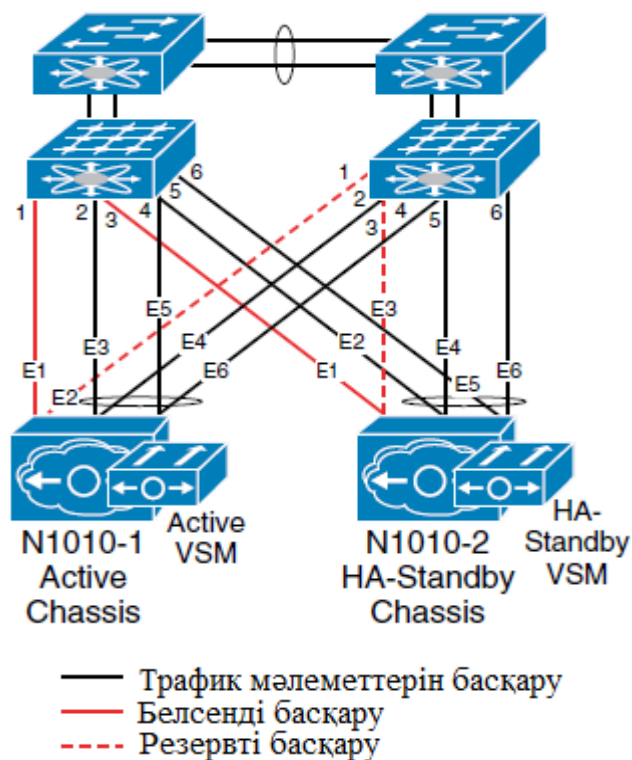 6
5
1
2
3
4
1
2
3
4
5
6
E5
E3
E3
E4
E2
E4
E1
E2
E6
E1
E5
E6
N1010-1
Active
Chassis
Active
VSM
N1010-2
HA-Standby
Chassis
HA-
Standby
VSM
Трафик мәлеметтерін басқару
Белсенді басқару
Резервті басқару